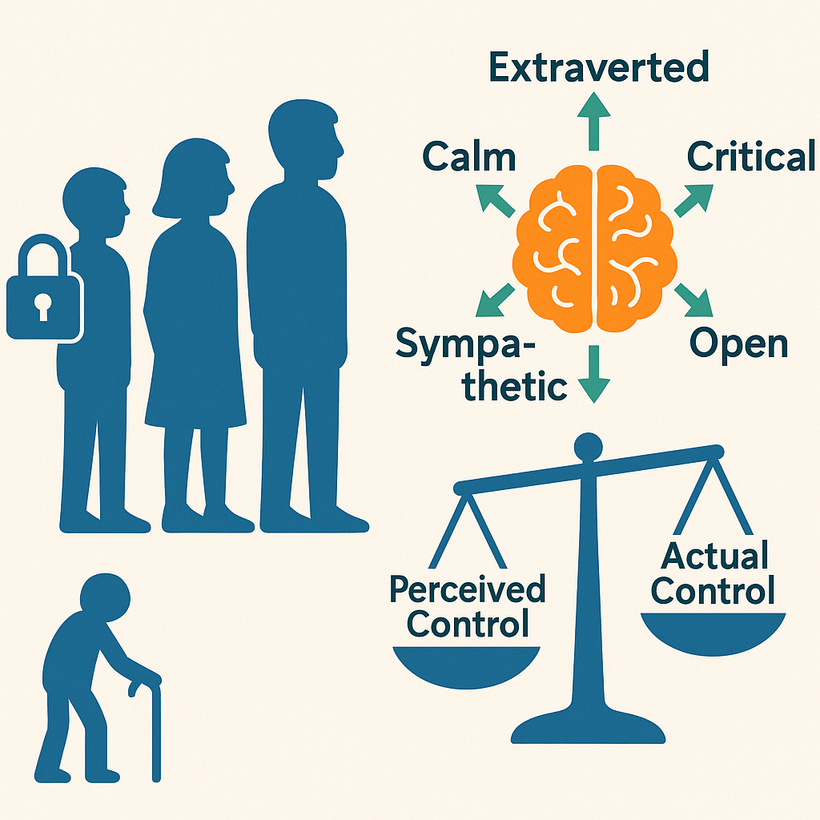 Extraverted
Calm
Critical
Sympa-
thetic
Open
Perceived
Control
Actual
Control